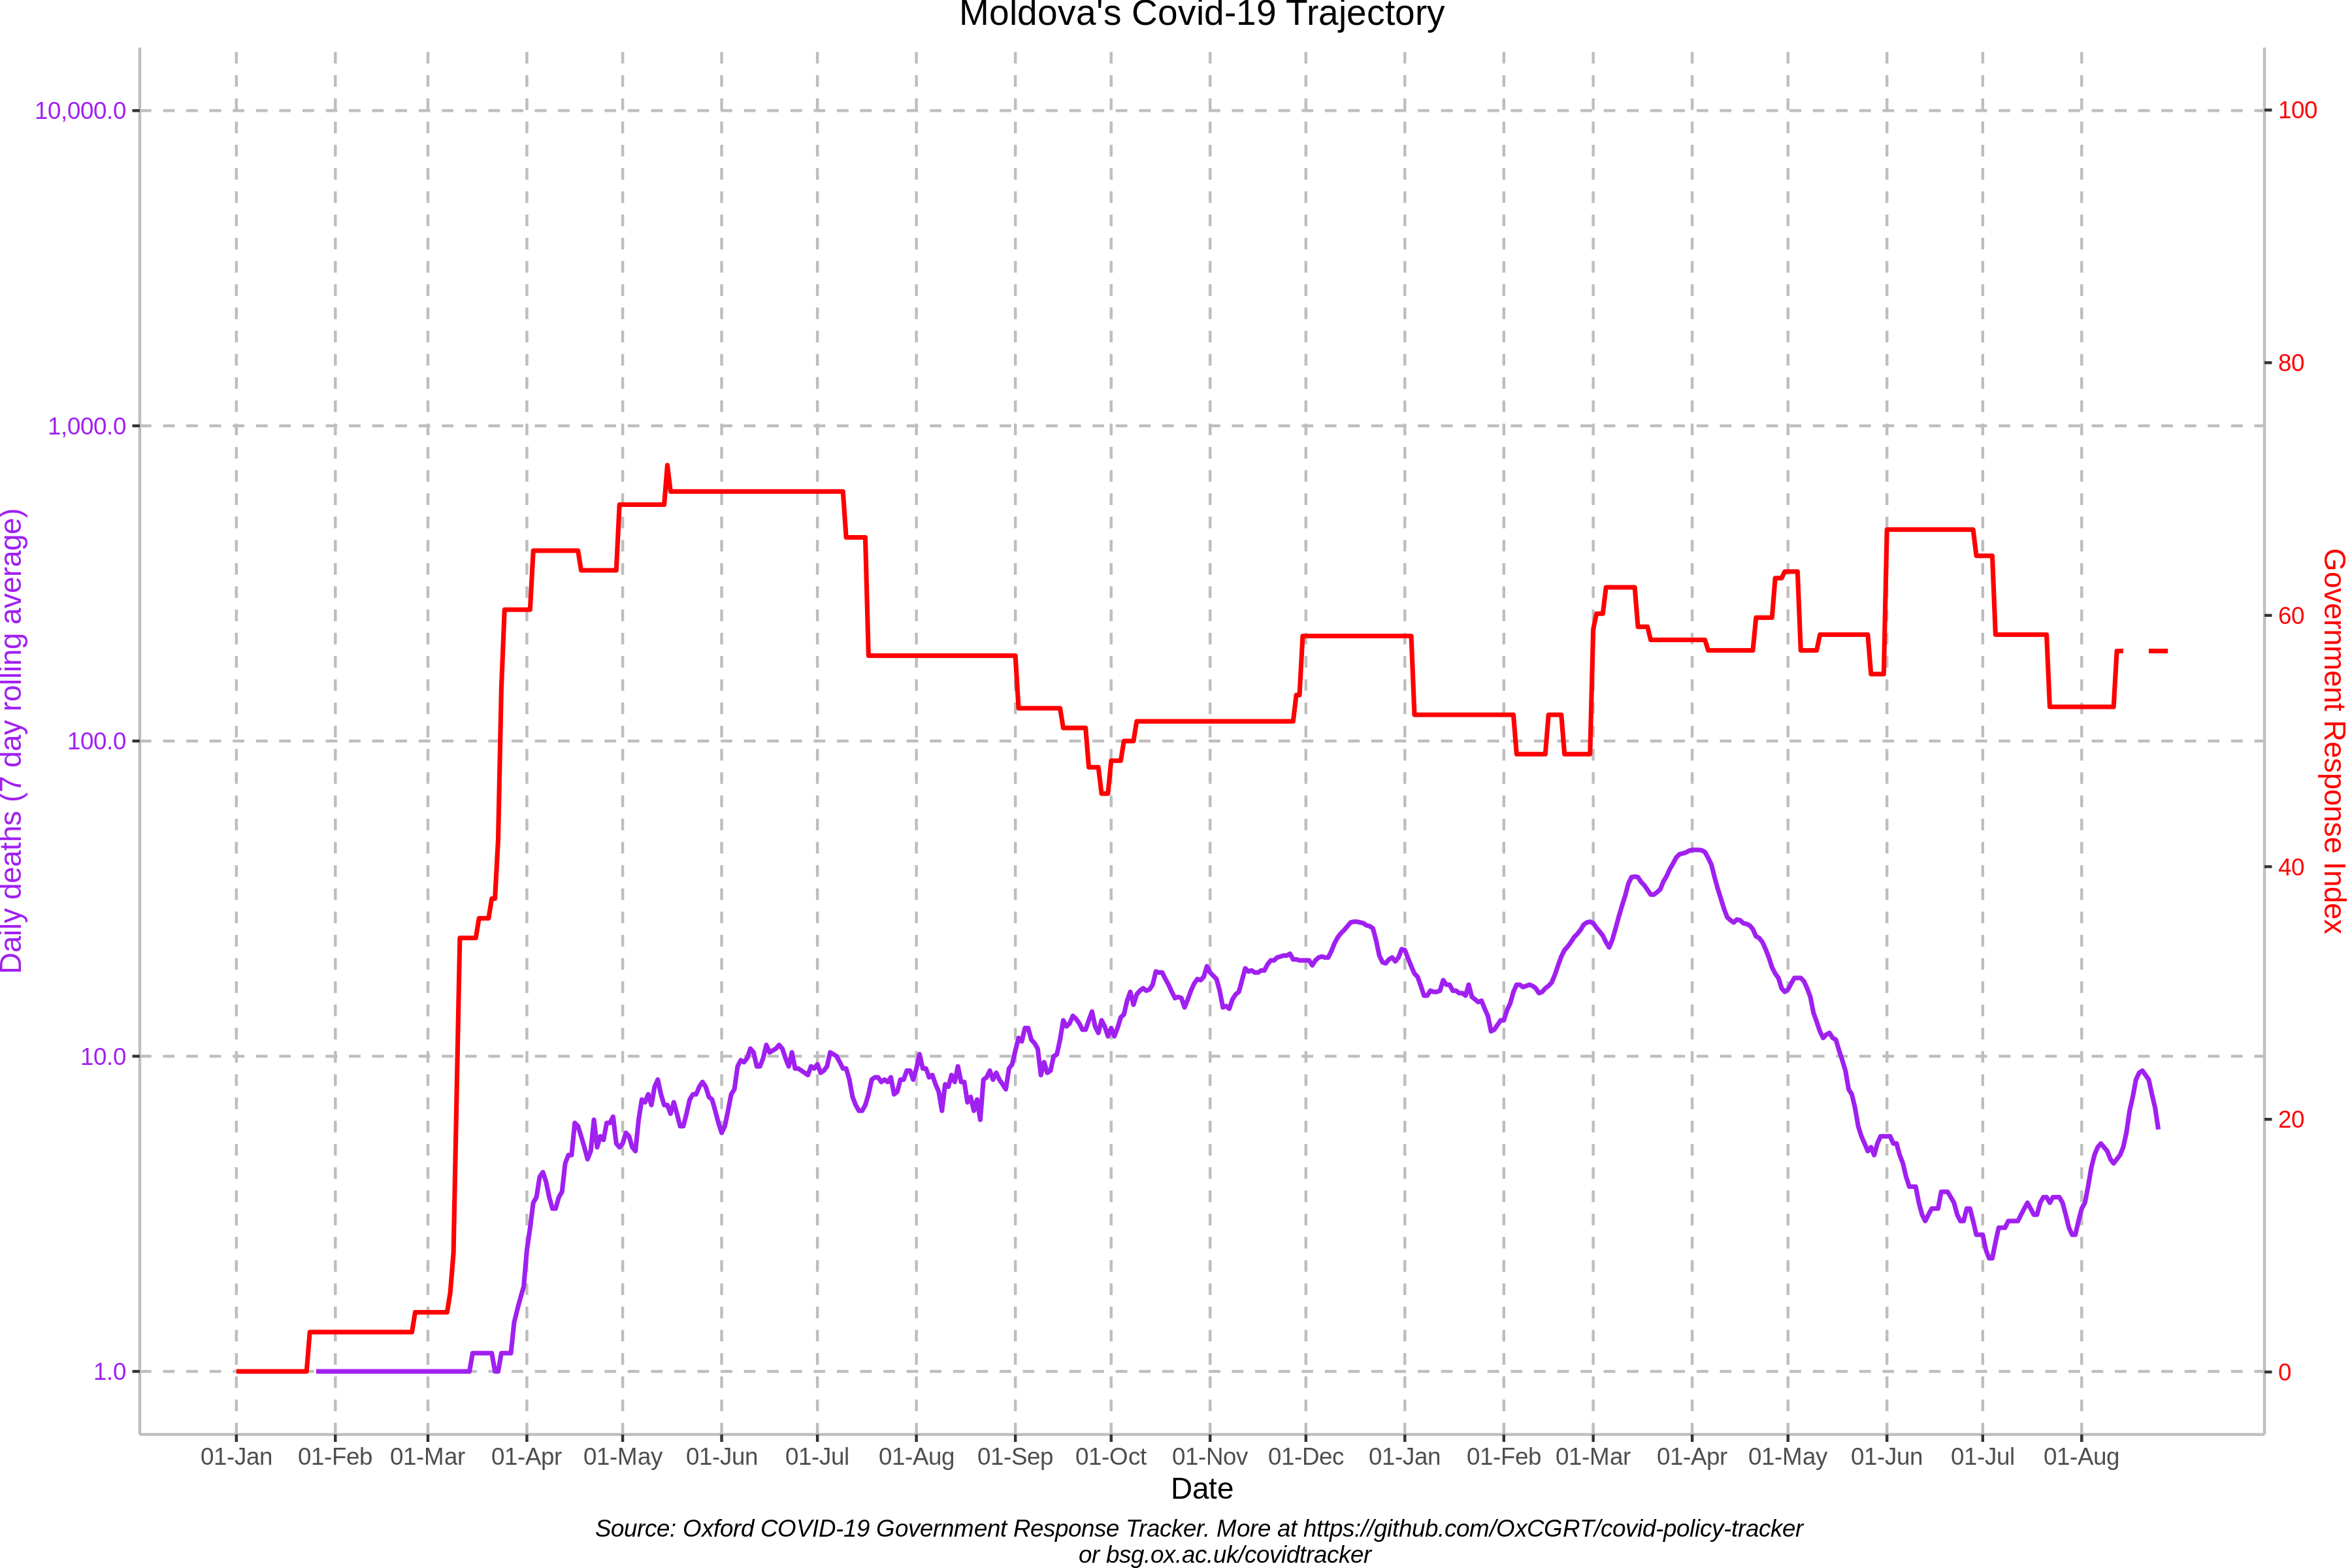 Moldova's Covid-19 Trajectory
10,000.0
1,000.0
100.0
10.0
1.0
Daily deaths (7 day rolling average)
100
80
60
40
20
0
Government Response Index
01-Jan 01-Feb 01-Mar 01-Apr 01-May 01-Jun 01-Jul 01-Aug 01-Sep 01-Oct 01-Nov 01-Dec 01-Jan 01-Feb 01-Mar 01-Apr 01-May 01-Jun 01-Jul 01-Aug
Date
Source: Oxford COVID-19 Government Response Tracker. More at https://github.com/OxCGRT/covid-policy-tracker
or bsg.ox.ac.uk/covidtracker